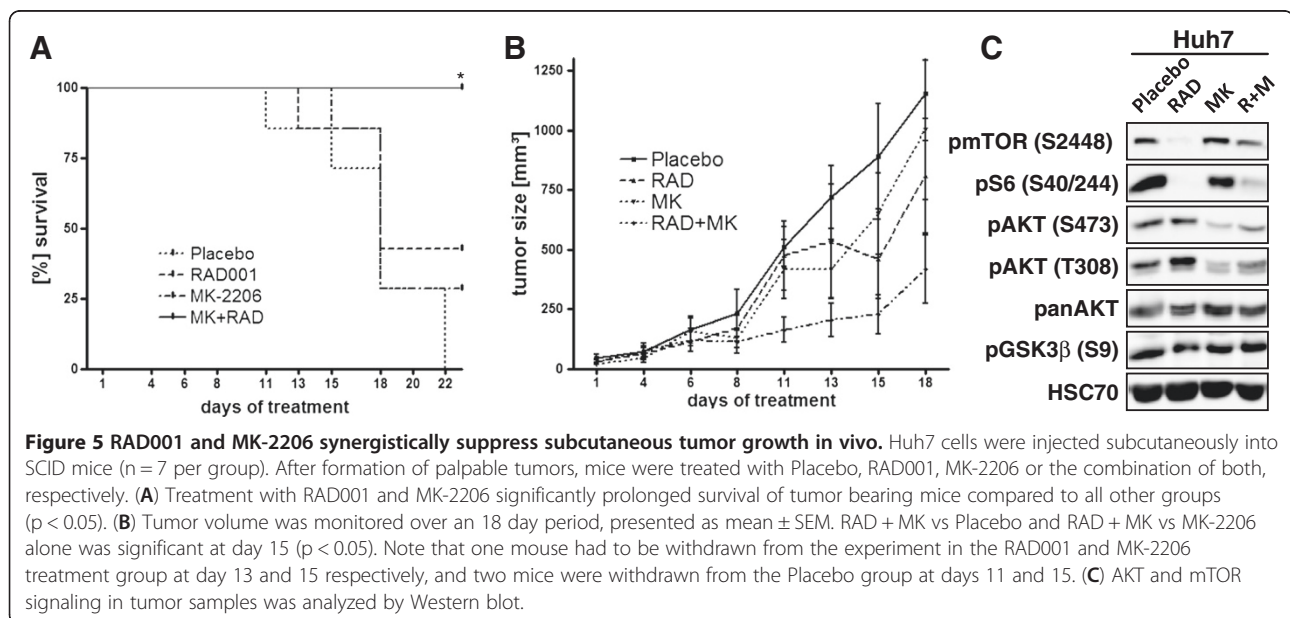 A
[%] survival
100
75
50
25
0
*
Placebo
RAD001
MK-2206
MK+RAD
1 4 6 8 11 13 15 18 20 22
days of treatment
B
tumor size [mm³]
1250
1000
750
500
250
0
Placebo
RAD
MK
RAD+MK
1 4 6 8 11 13 15 18
days of treatment
C
Huh7
Placebo RAD MK R+M
pmTOR (S2448)
pS6 (S40/244)
pAKT (S473)
pAKT (T308)
panAKT
pGSK3β (S9)
HSC70
Figure 5 RAD001 and MK-2206 synergistically suppress subcutaneous tumor growth in vivo. Huh7 cells were injected subcutaneously into
SCID mice (n = 7 per group). After formation of palpable tumors, mice were treated with Placebo, RAD001, MK-2206 or the combination of both,
respectively. (A) Treatment with RAD001 and MK-2206 significantly prolonged survival of tumor bearing mice compared to all other groups
(p < 0.05). (B) Tumor volume was monitored over an 18 day period, presented as mean ± SEM. RAD + MK vs Placebo and RAD + MK vs MK-2206
alone was significant at day 15 (p < 0.05). Note that one mouse had to be withdrawn from the experiment in the RAD001 and MK-2206
treatment group at day 13 and 15 respectively, and two mice were withdrawn from the Placebo group at days 11 and 15. (C) AKT and mTOR
signaling in tumor samples was analyzed by Western blot.